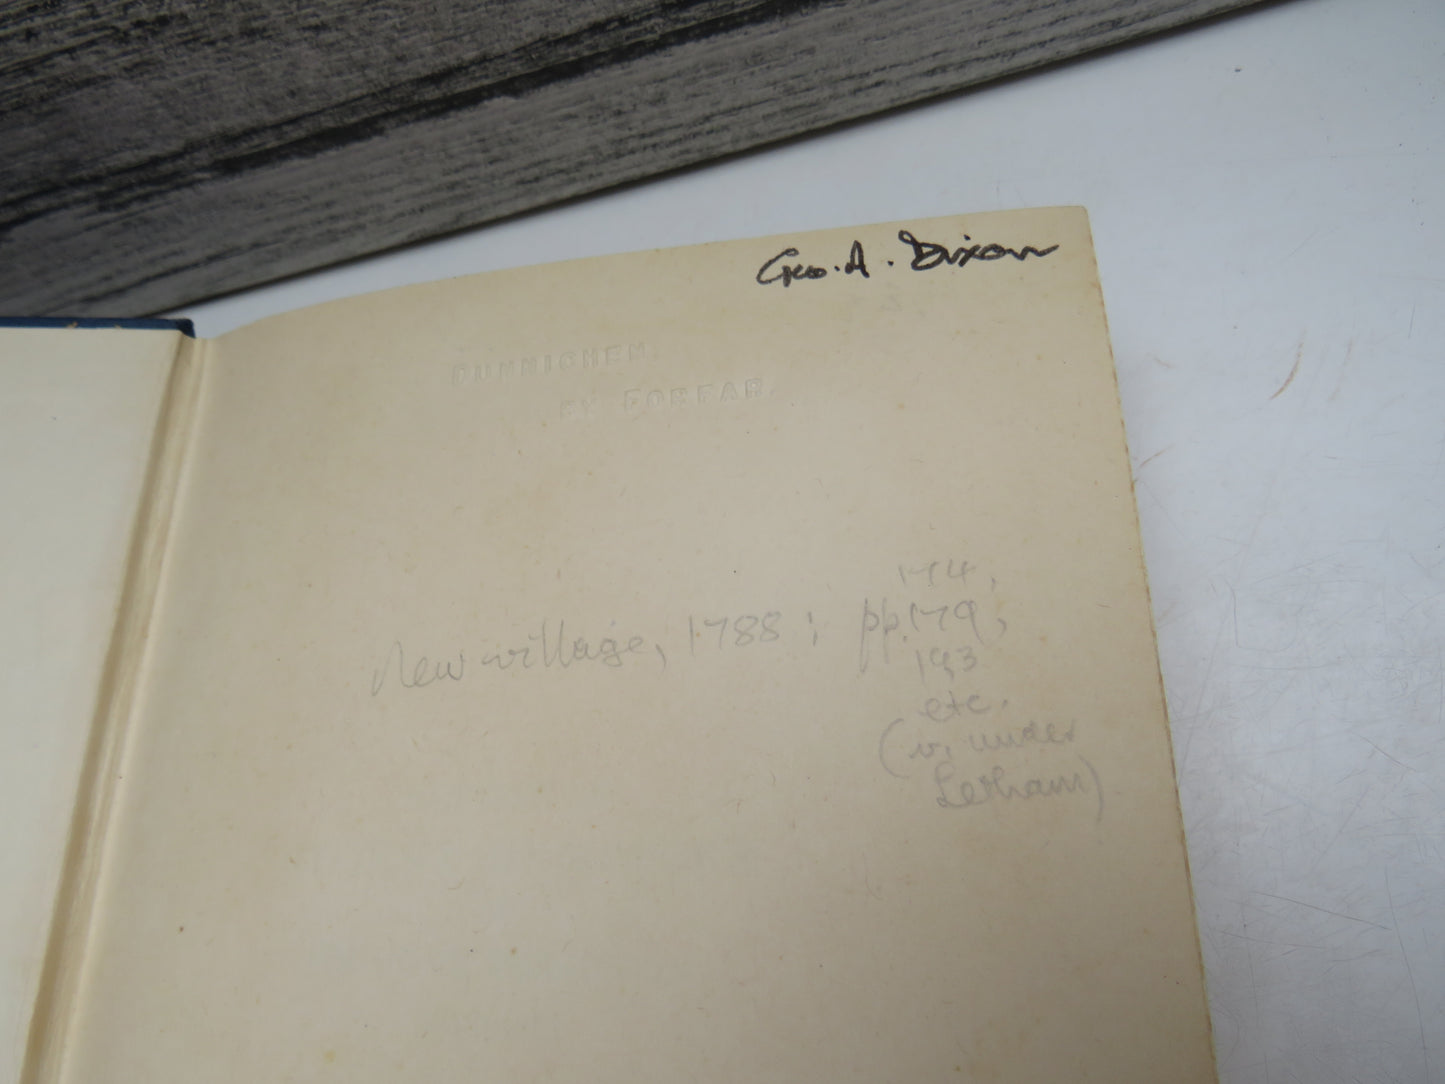 Geo. A. Dixon
DUNNICHEN.
BY FORFAR.
174,
New village, 1788; pp. 179,
193
etc.
(v. under
Letham)